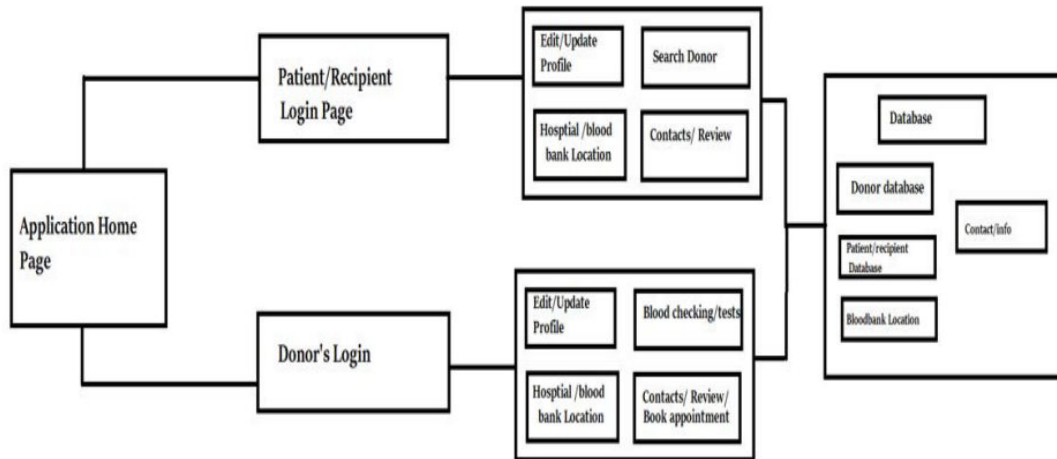 Application Home
Page
Patient/Recipient
Login Page
Donor's Login
Edit/Update
Profile
Search Donor
Hosptial /blood
bank Location
Contacts/ Review
Edit/Update
Profile
Blood checking/tests
Hosptial /blood
bank Location
Contacts/ Review/
Book appointment
Database
Donor database
Contact/info
Patient/recipient
Database
Bloodbank Location